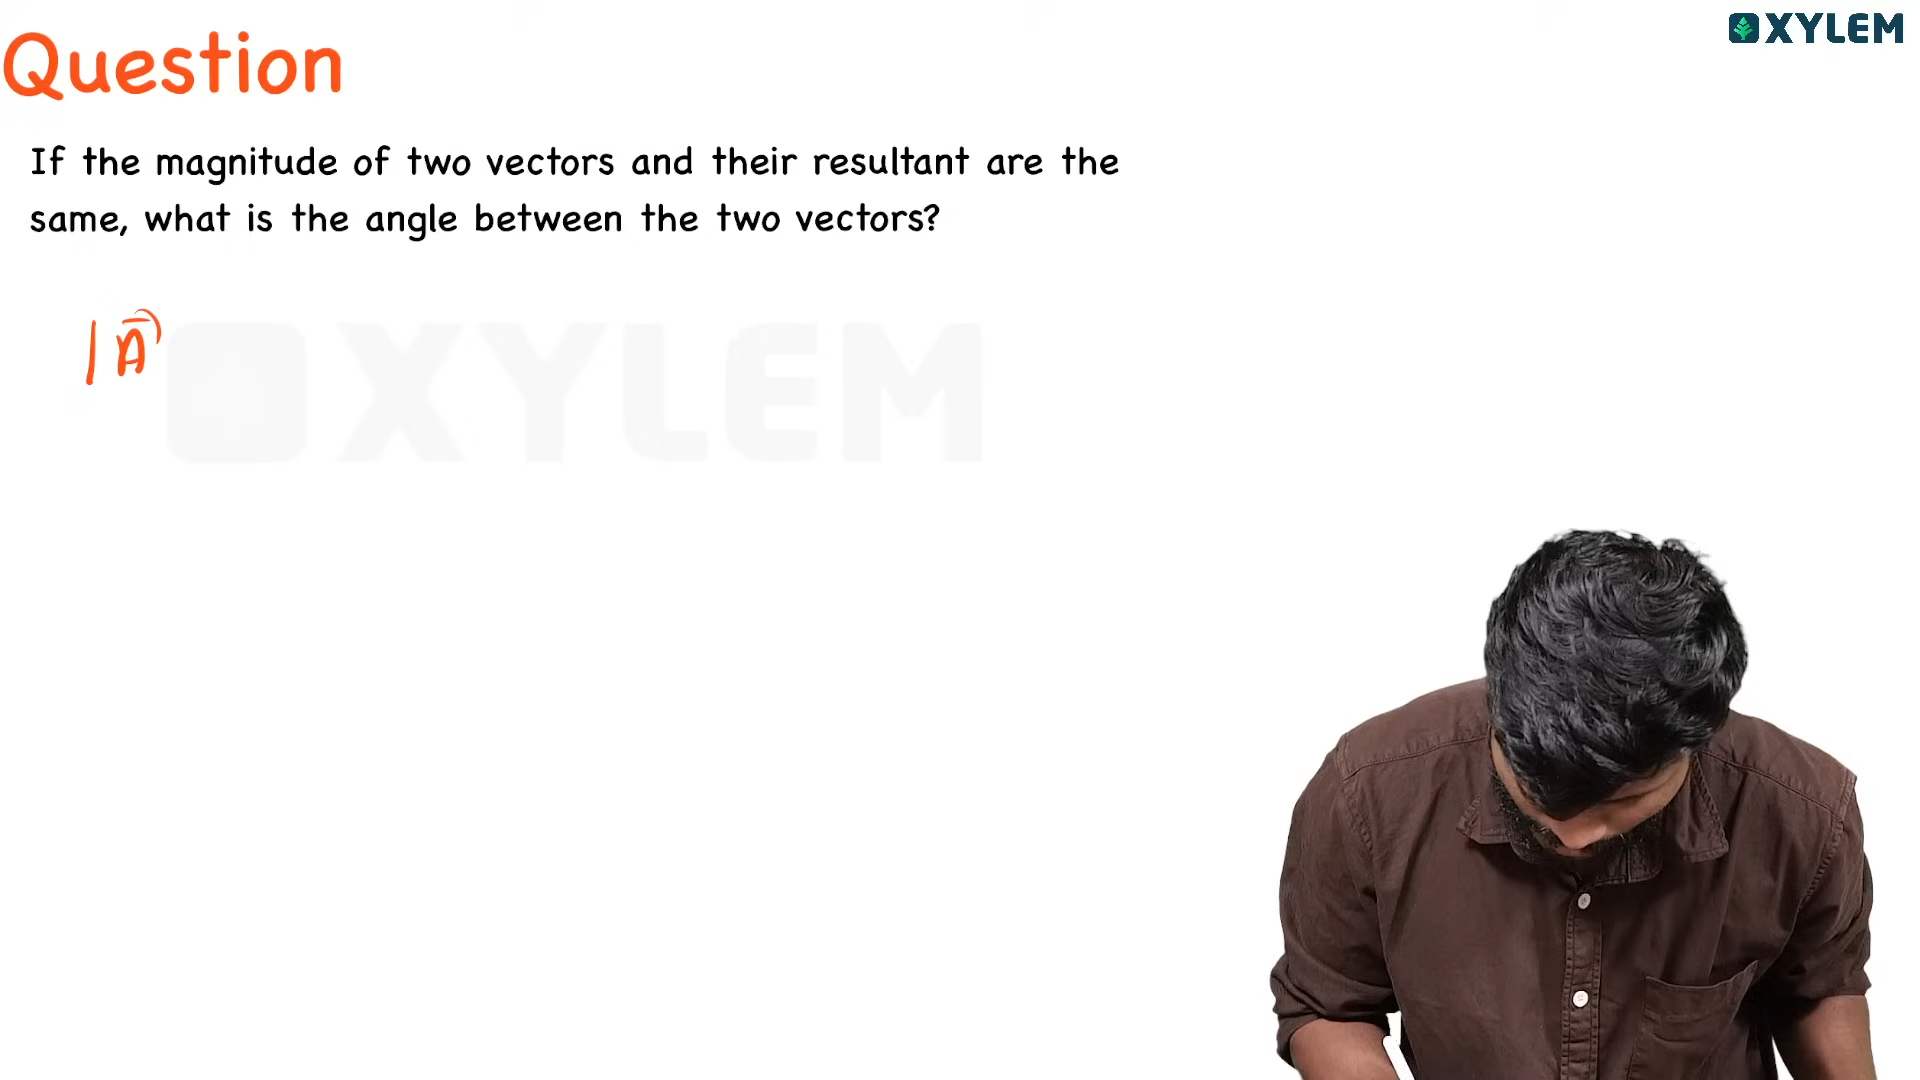 Question
XYLEM
If the magnitude of two vectors and their resultant are the
same, what is the angle between the two vectors?
|A⃗
XYLEM